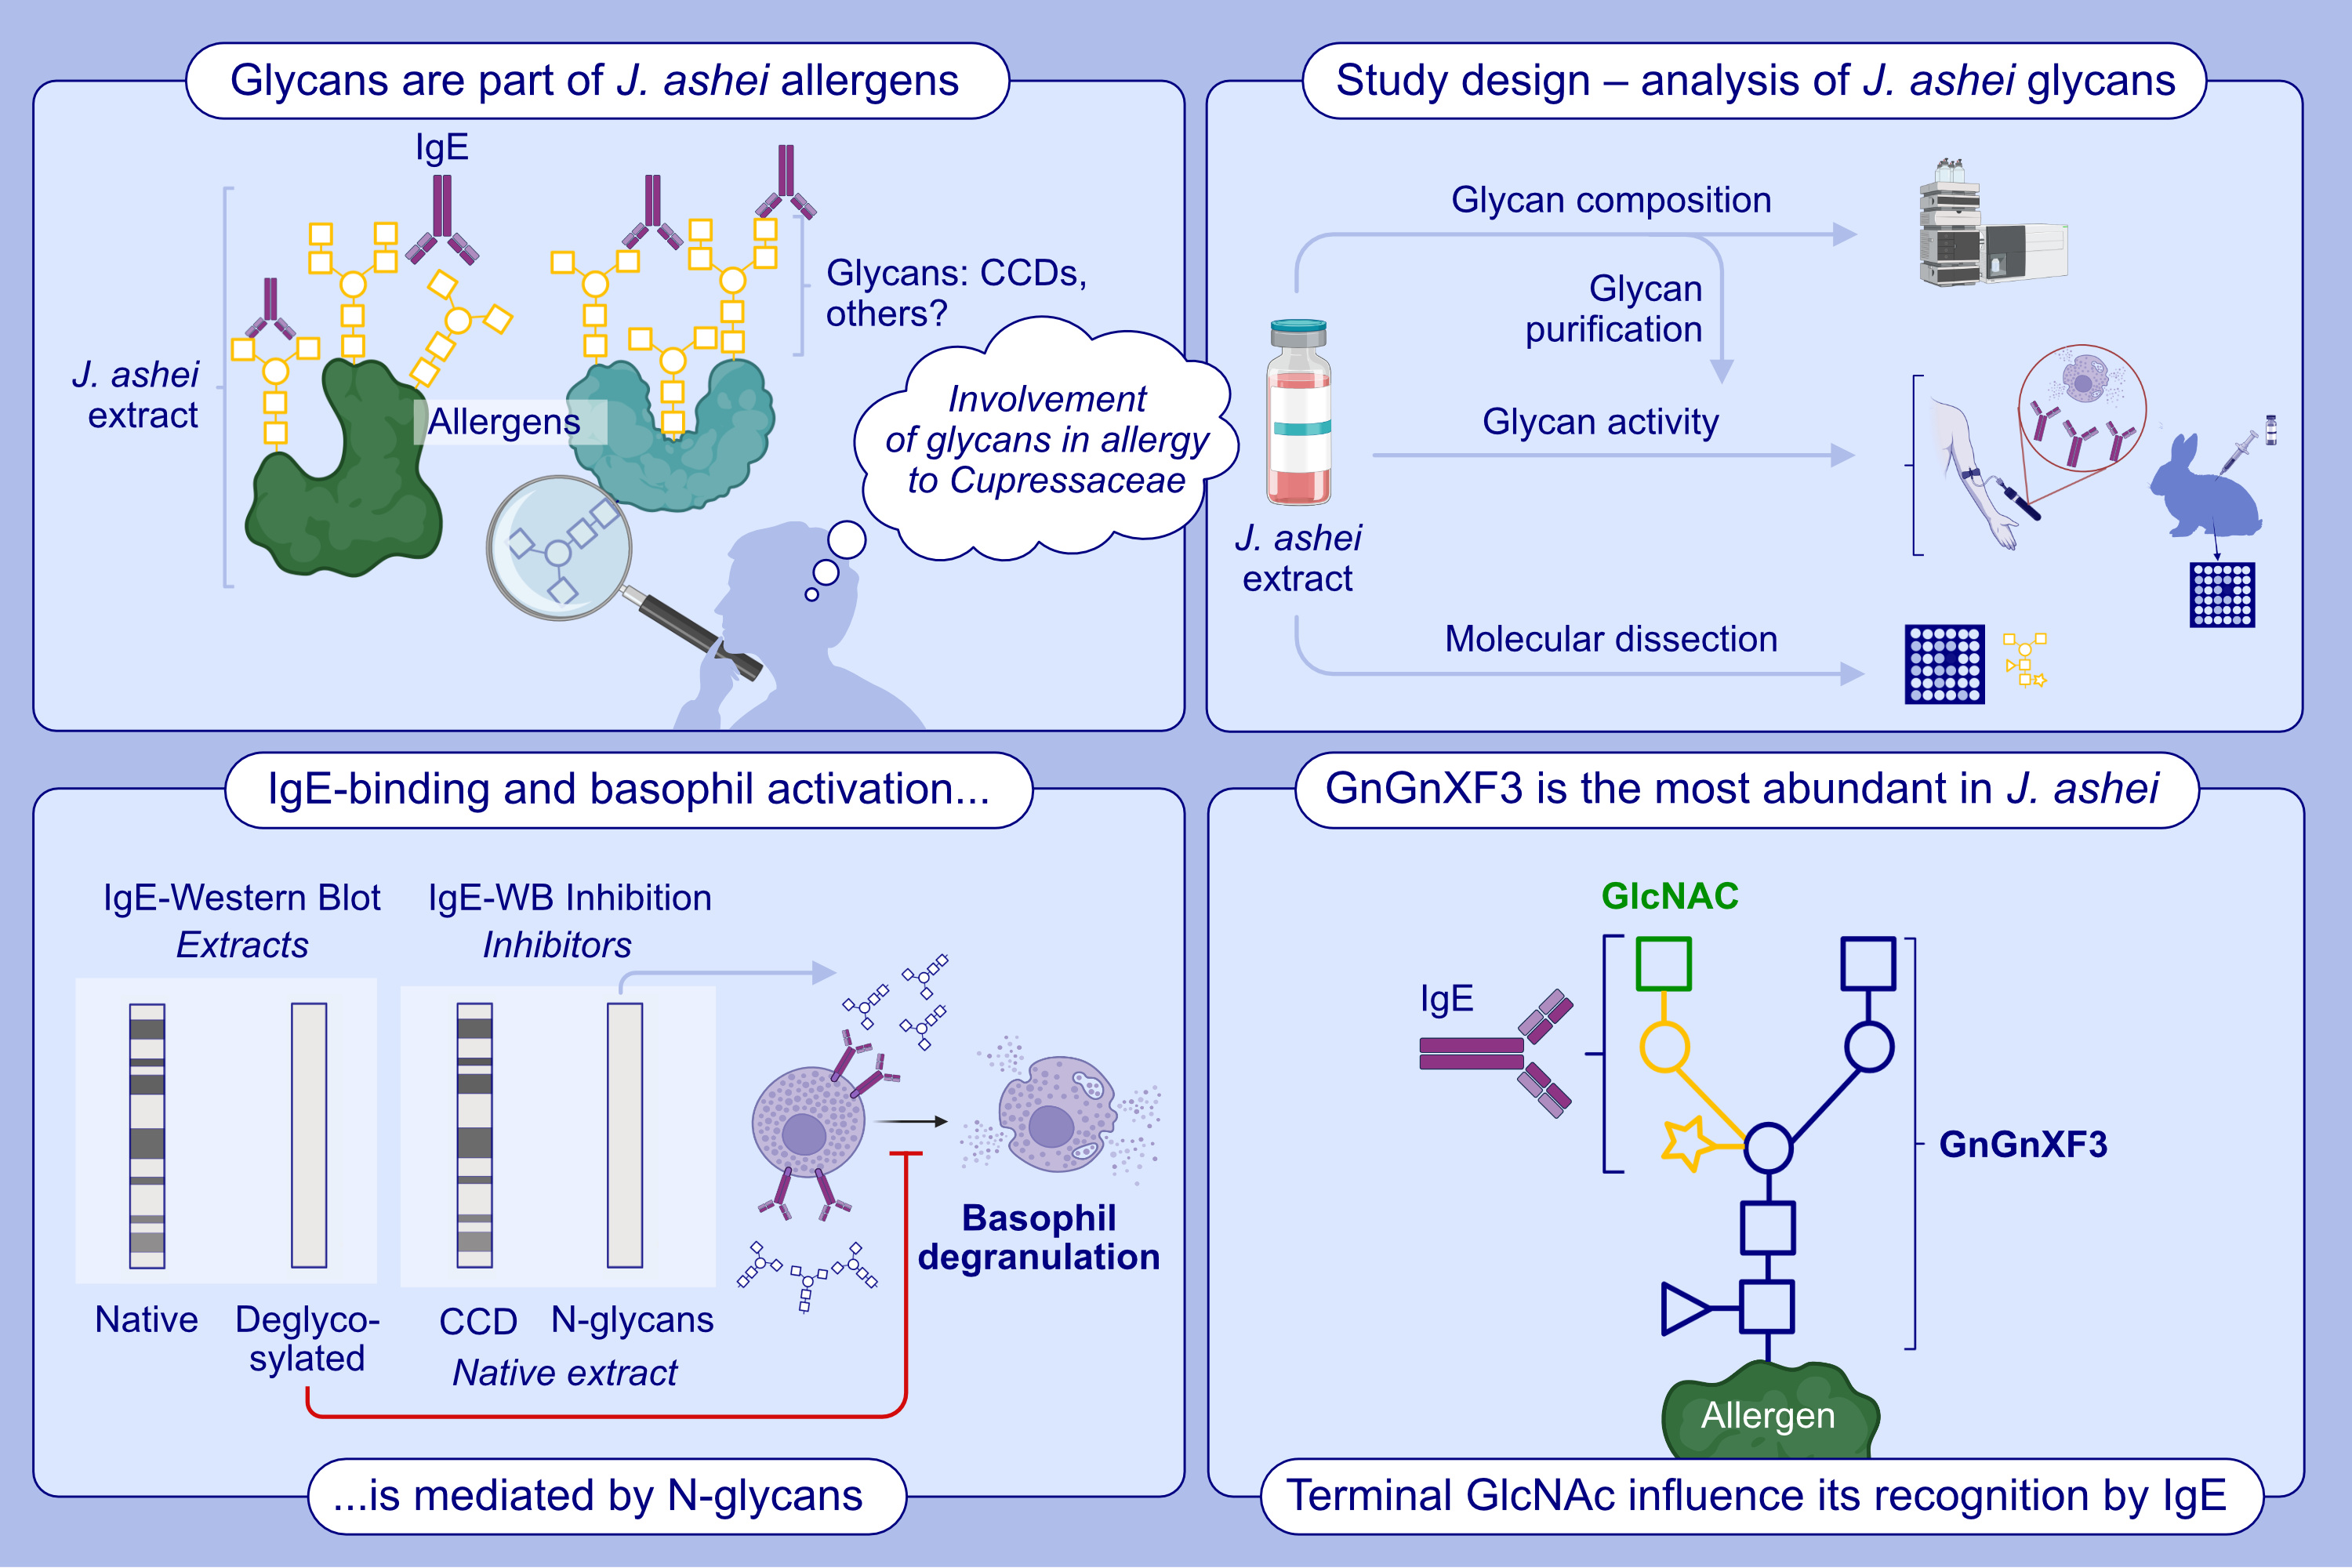 Glycans are part of J. ashei allergens
IgE
Glycans: CCDs,
others?
J. ashei
extract
Allergens
Involvement
of glycans in allergy
to Cupressaceae
Study design – analysis of J. ashei glycans
Glycan composition
Glycan
purification
Glycan activity
J. ashei
extract
Molecular dissection
IgE-binding and basophil activation...
IgE-Western Blot
Extracts
IgE-WB Inhibition
Inhibitors
Native
Deglyco-
sylated
CCD
N-glycans
Native extract
Basophil
degranulation
...is mediated by N-glycans
GnGnXF3 is the most abundant in J. ashei
GlcNAC
IgE
GnGnXF3
Allergen
Terminal GlcNAc influence its recognition by IgE